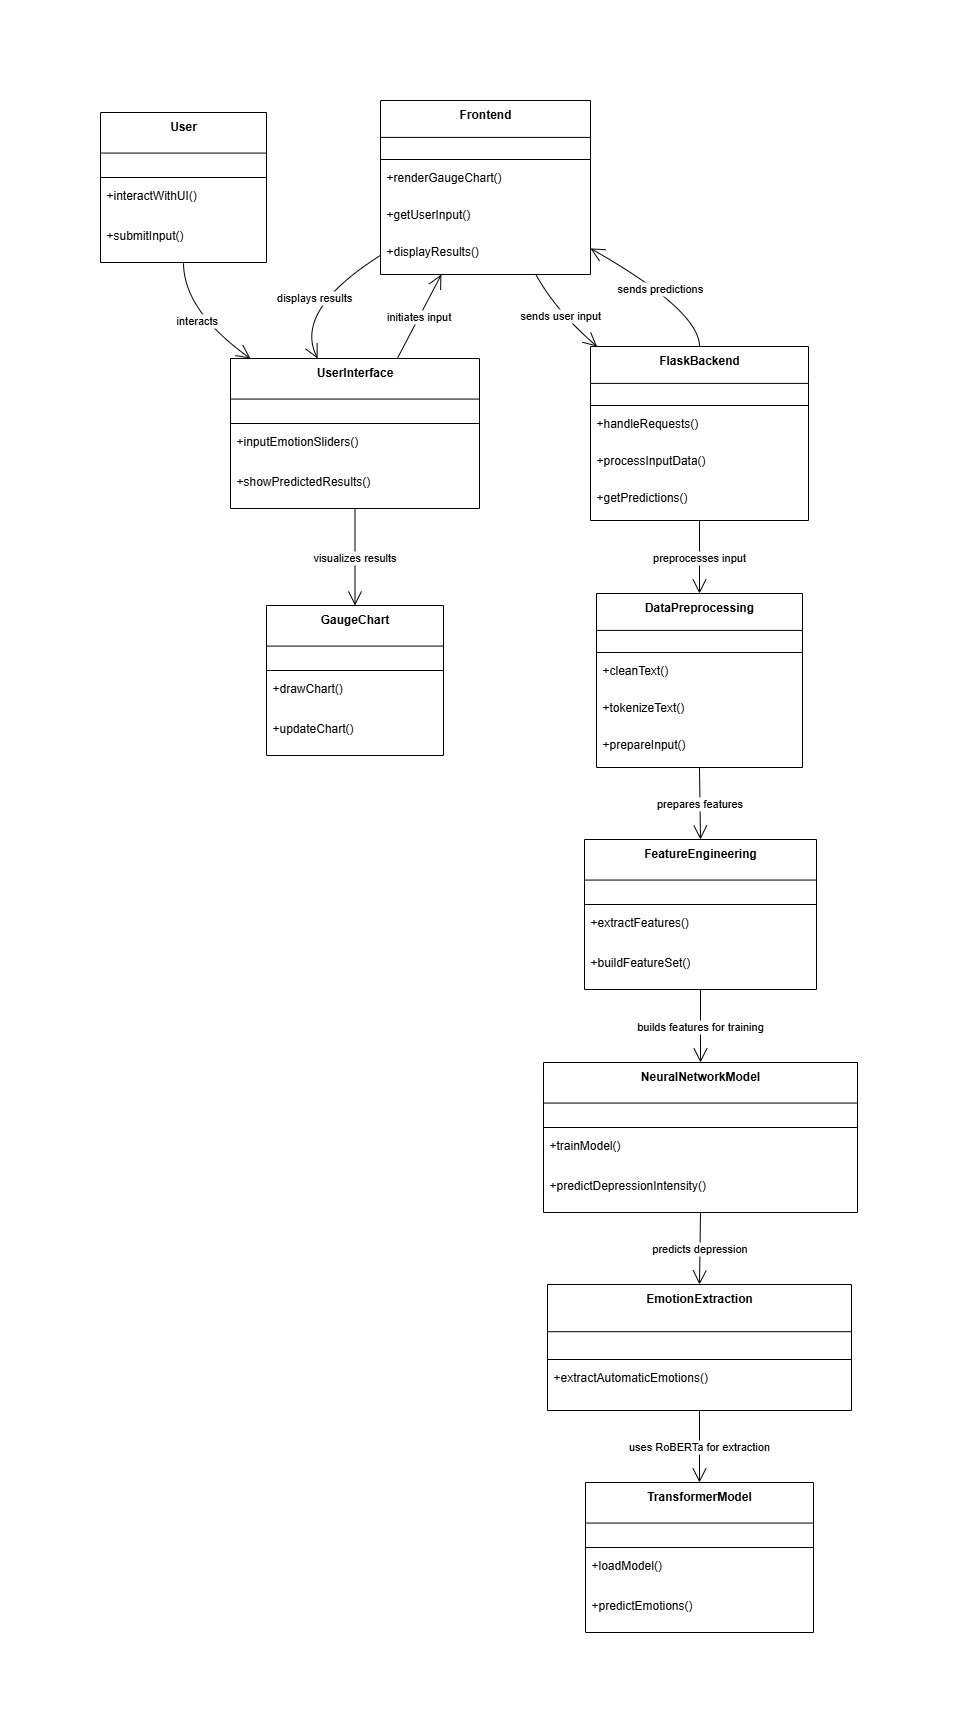 User
+interactWithUI()
+submitInput()
Frontend
+renderGaugeChart()
+getUserInput()
+displayResults()
displays results
initiates input
interacts
sends user input
sends predictions
UserInterface
+inputEmotionSliders()
+showPredictedResults()
FlaskBackend
+handleRequests()
+processInputData()
+getPredictions()
visualizes results
preprocesses input
GaugeChart
+drawChart()
+updateChart()
DataPreprocessing
+cleanText()
+tokenizeText()
+prepareInput()
prepares features
FeatureEngineering
+extractFeatures()
+buildFeatureSet()
builds features for training
NeuralNetworkModel
+trainModel()
+predictDepressionIntensity()
predicts depression
EmotionExtraction
+extractAutomaticEmotions()
uses RoBERTa for extraction
TransformerModel
+loadModel()
+predictEmotions()